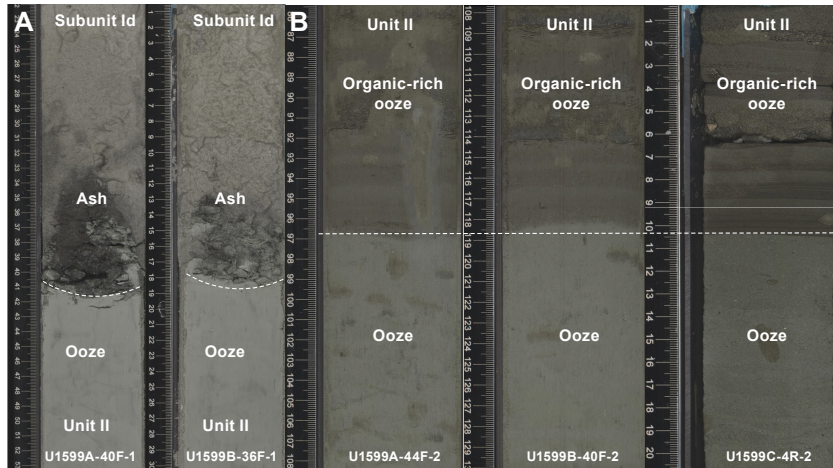 A
Subunit Id
Ash
Ooze
Unit II
U1599A-40F-1
Subunit Id
Ash
Ooze
Unit II
U1599B-36F-1
B
Unit II
Organic-rich
ooze
Ooze
U1599A-44F-2
Unit II
Organic-rich
ooze
Ooze
U1599B-40F-2
Unit II
Organic-rich
ooze
Ooze
U1599C-4R-2